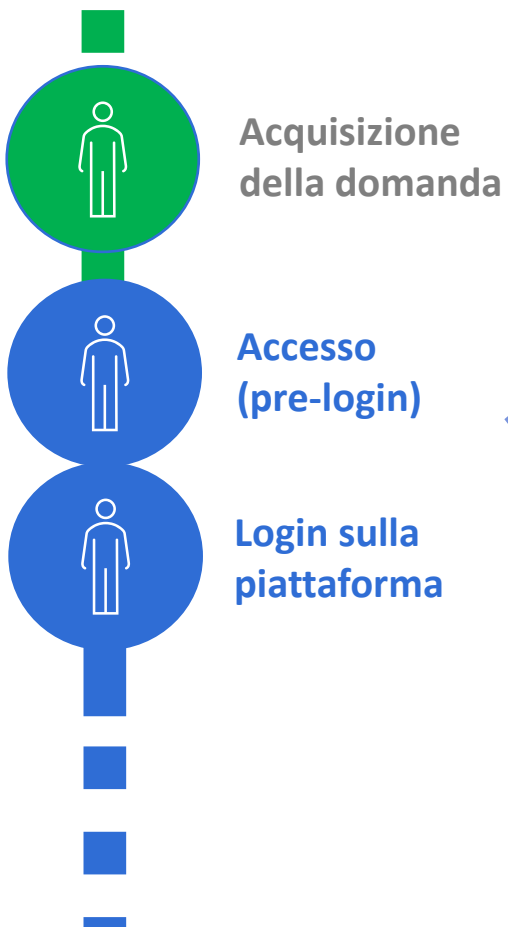 Acquisizione
della domanda
Accesso
(pre-login)
Login sulla
piattaforma